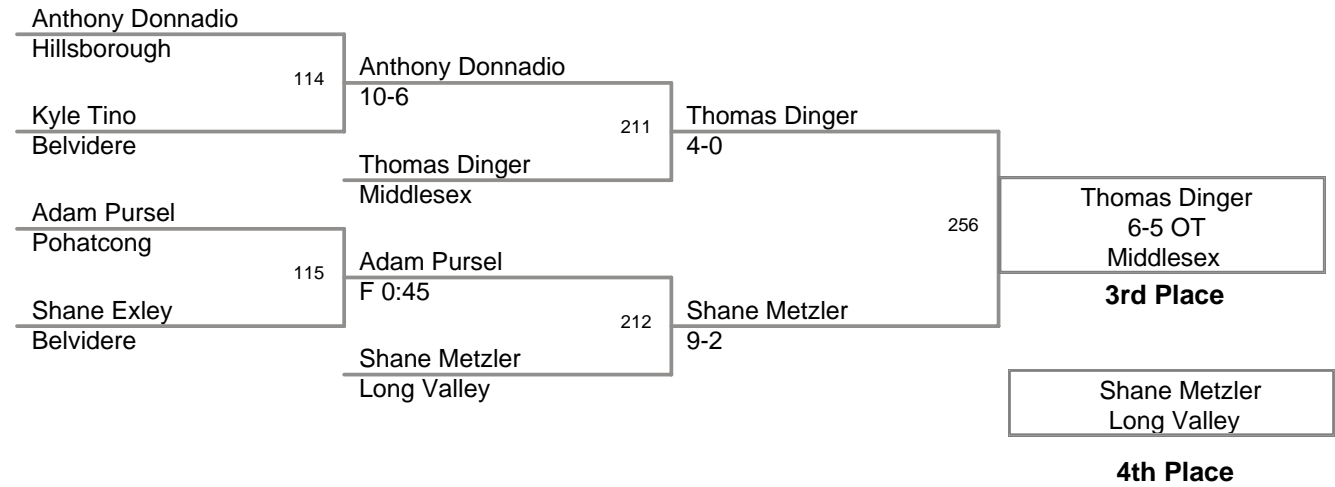 Anthony Donnadio
Hillsborough
114
Anthony Donnadio
10-6
Kyle Tino
Belvidere
211
Thomas Dinger
4-0
Thomas Dinger
Middlesex
Adam Pursel
Pohatcong
115
Adam Pursel
F 0:45
Shane Exley
Belvidere
212
Shane Metzler
9-2
Shane Metzler
Long Valley
256
Thomas Dinger
6-5 OT
Middlesex
3rd Place
Shane Metzler
Long Valley
4th Place